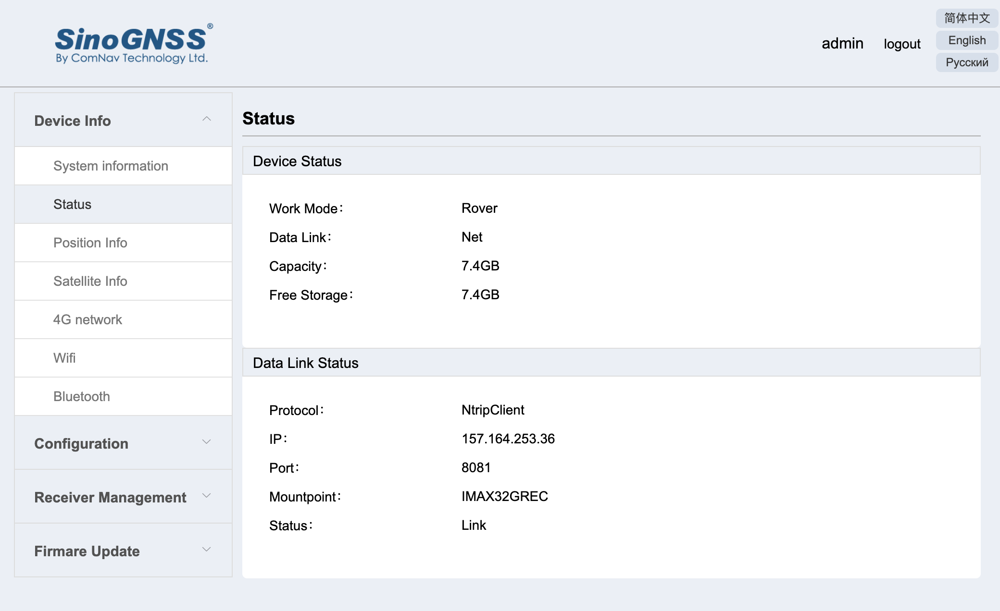 SinoGNSS®
By ComNav Technology Ltd.
admin
logout
简体中文
English
Русский
Device Info
System information
Status
Position Info
Satellite Info
4G network
Wifi
Bluetooth
Configuration
Receiver Management
Firmare Update
Status
Device Status
Work Mode： Rover
Data Link： Net
Capacity： 7.4GB
Free Storage： 7.4GB
Data Link Status
Protocol： NtripClient
IP： 157.164.253.36
Port： 8081
Mountpoint： IMAX32GREC
Status： Link